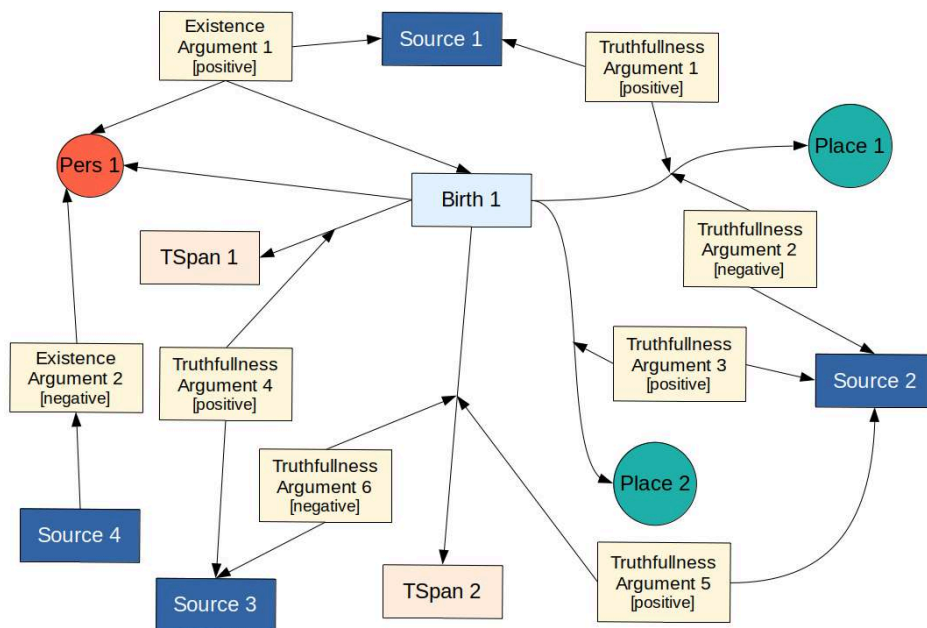 Existence
Argument 1
[positive]
Source 1
Truthfullness
Argument 1
[positive]
Pers 1
Place 1
Birth 1
TSpan 1
Truthfullness
Argument 2
[negative]
Existence
Argument 2
[negative]
Truthfullness
Argument 4
[positive]
Truthfullness
Argument 3
[positive]
Source 2
Truthfullness
Argument 6
[negative]
Place 2
Source 4
Source 3
TSpan 2
Truthfullness
Argument 5
[positive]